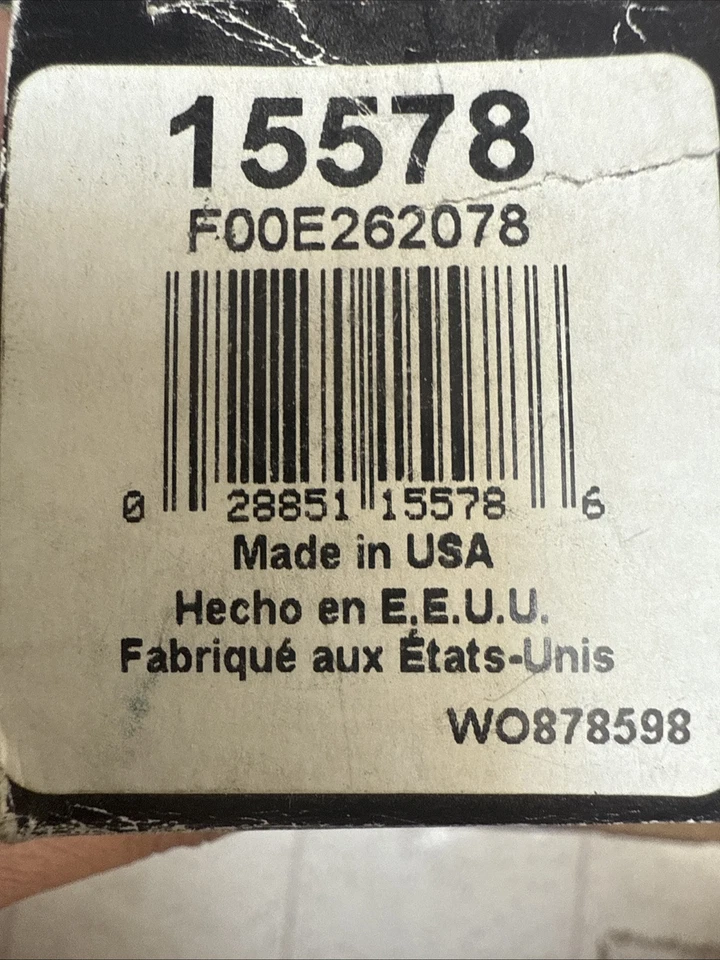 15578
F00E262078
0 28851 15578 6
Made in USA
Hecho en E.E.U.U.
Fabriqué aux États-Unis
WO878598